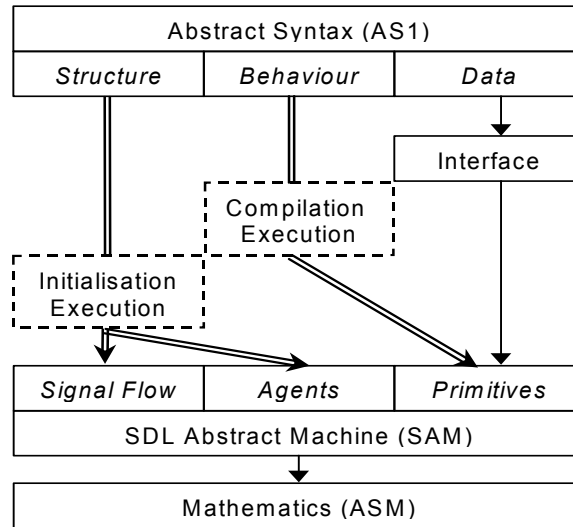 Abstract Syntax (AS1)
Structure Behaviour Data
Interface
Compilation
Execution
Initialisation
Execution
Signal Flow Agents Primitives
SDL Abstract Machine (SAM)
Mathematics (ASM)